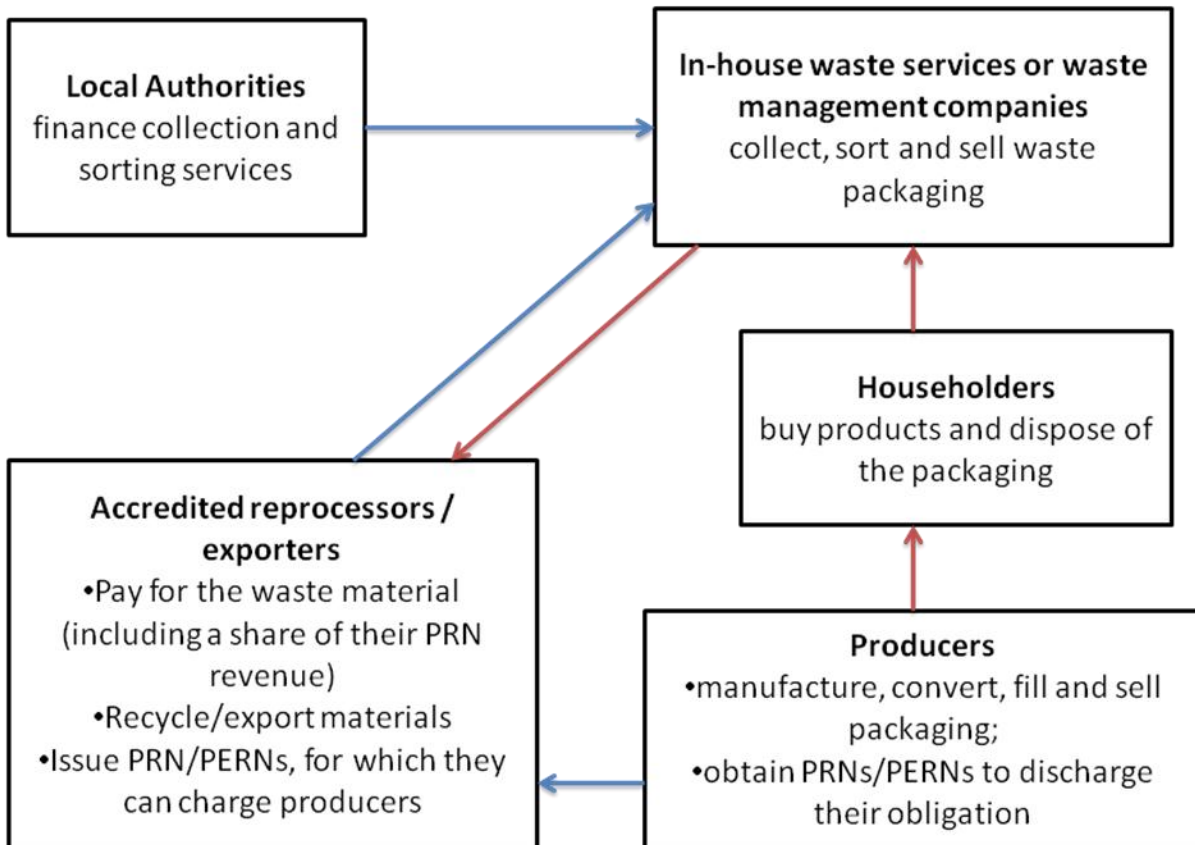 Local Authorities
finance collection and
sorting services
In-house waste services or waste
management companies
collect, sort and sell waste
packaging
Householders
buy products and dispose of
the packaging
Accredited reprocessors /
exporters
•Pay for the waste material
(including a share of their PRN
revenue)
•Recycle/export materials
•Issue PRN/PERNs, for which they
can charge producers
Producers
•manufacture, convert, fill and sell
packaging;
•obtain PRNs/PERNs to discharge
their obligation